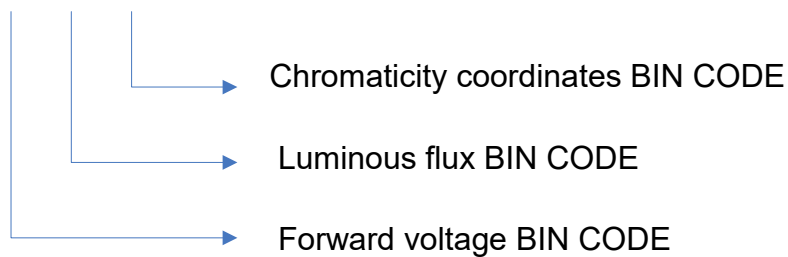 Chromaticity coordinates BIN CODE
Luminous flux BIN CODE
Forward voltage BIN CODE